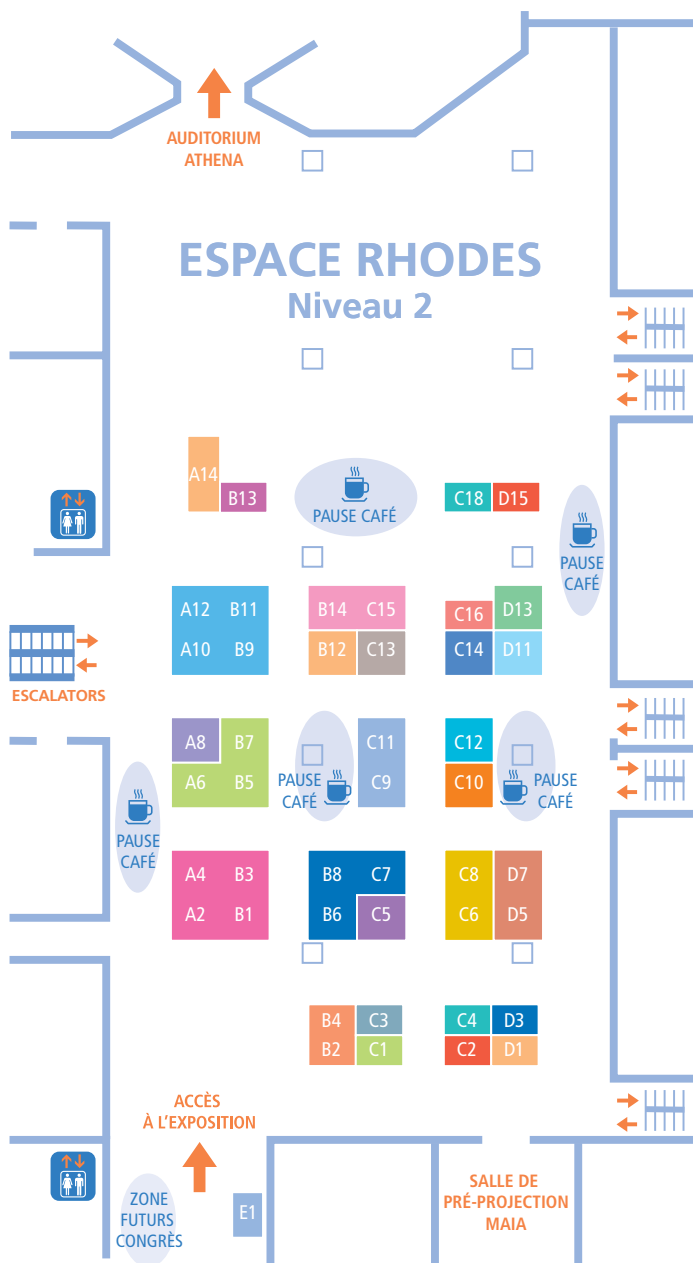 AUDITORIUM
ATHENA
ESPACE RHODES
Niveau 2
A14
B13
PAUSE CAFÉ
C18 D15
PAUSE
CAFÉ
A12 B11
A10 B9
B14 C15
B12 C13
C16 D13
C14 D11
ESCALATORS
A8 B7
A6 B5
PAUSE
CAFÉ
C11
C9
C12
C10
PAUSE
CAFÉ
PAUSE
CAFÉ
A4 B3
A2 B1
B8 C7
B6 C5
C8 D7
C6 D5
B4 C3
B2 C1
C4 D3
C2 D1
ACCÈS
À L'EXPOSITION
ZONE
FUTURS
CONGRÈS
E1
SALLE DE
PRÉ-PROJECTION
MAIA